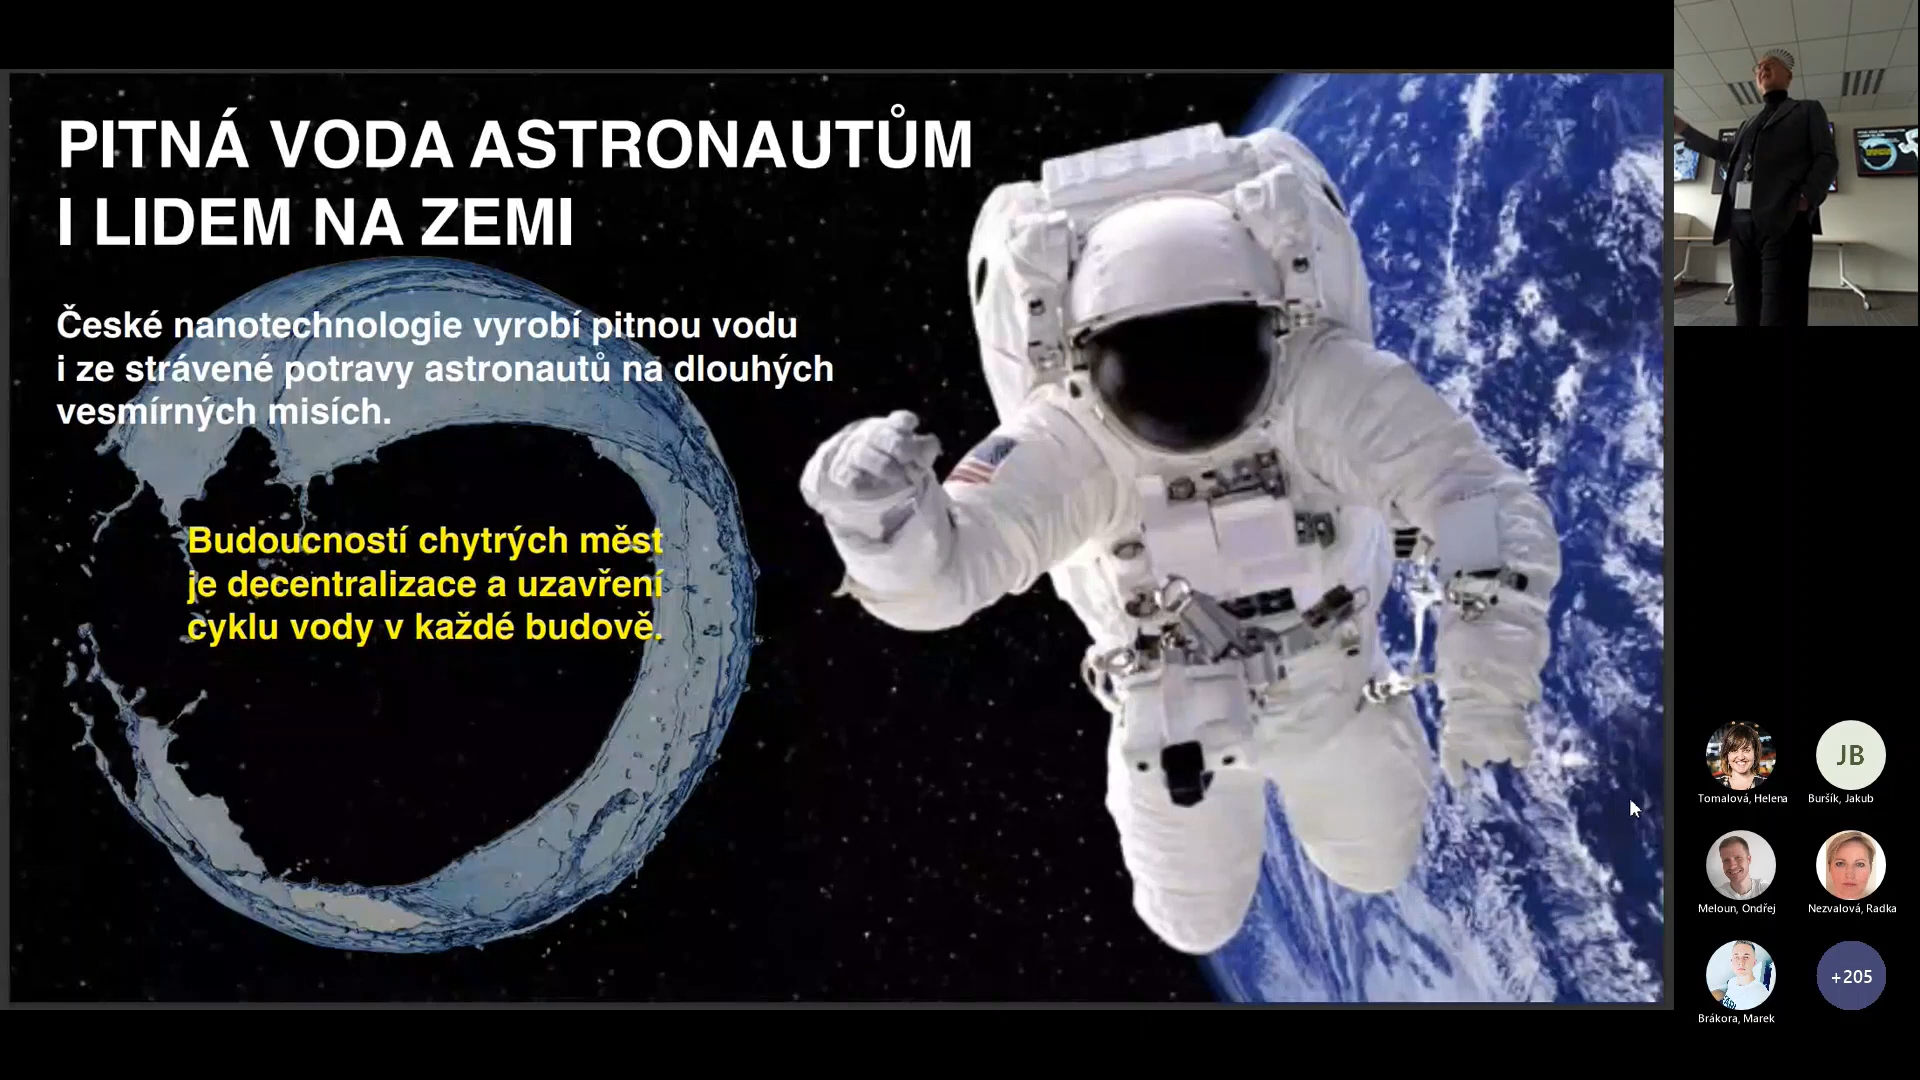 PITNÁ VODA ASTRONAUTŮM
I LIDEM NA ZEMI
České nanotechnologie vyrobí pitnou vodu
i ze strávené potravy astronautů na dlouhých
vesmírných misích.
Budoucností chytrých měst
je decentralizace a uzavření
cyklu vody v každé budově.
Tomalová, Helena
JB
Buršík, Jakub
Meloun, Ondřej
Nezvalová, Radka
Brákora, Marek
+205